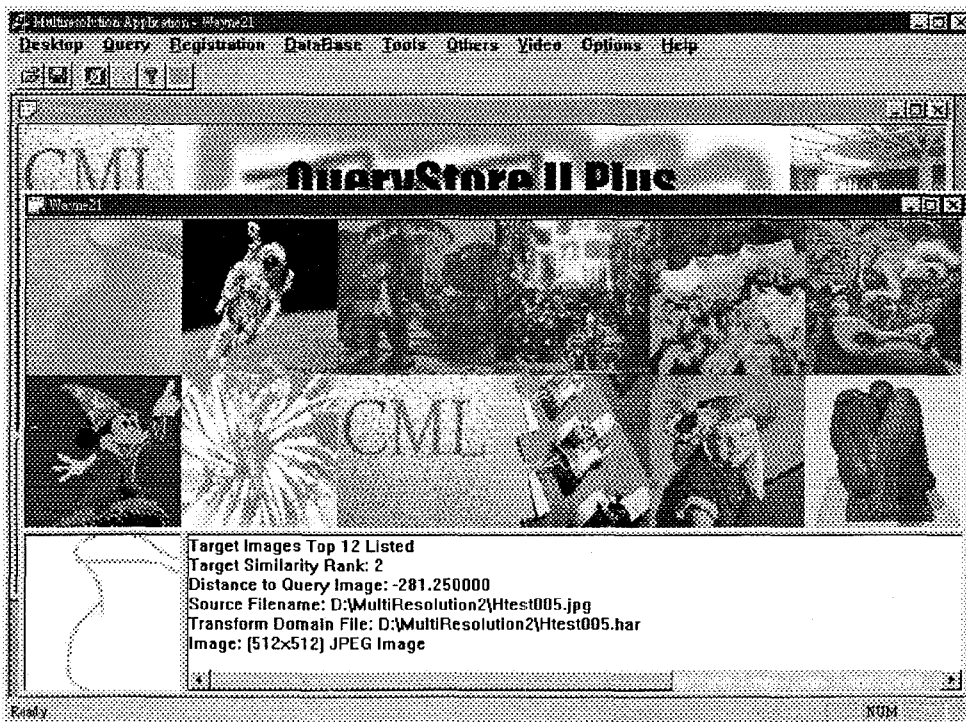 Multiresolution Application - Wayne21
Desktop Query Registration DataBase Tools Others Video Options Help
CML
QueryStore II Plus
Wayne21
CML
Target Images Top 12 Listed
Target Similarity Rank: 2
Distance to Query Image: -281.250000
Source Filename: D:\MultiResolution2\Htest005.jpg
Transform Domain File: D:\MultiResolution2\Htest005.har
Image: [512x512] JPEG Image
Ready NUM